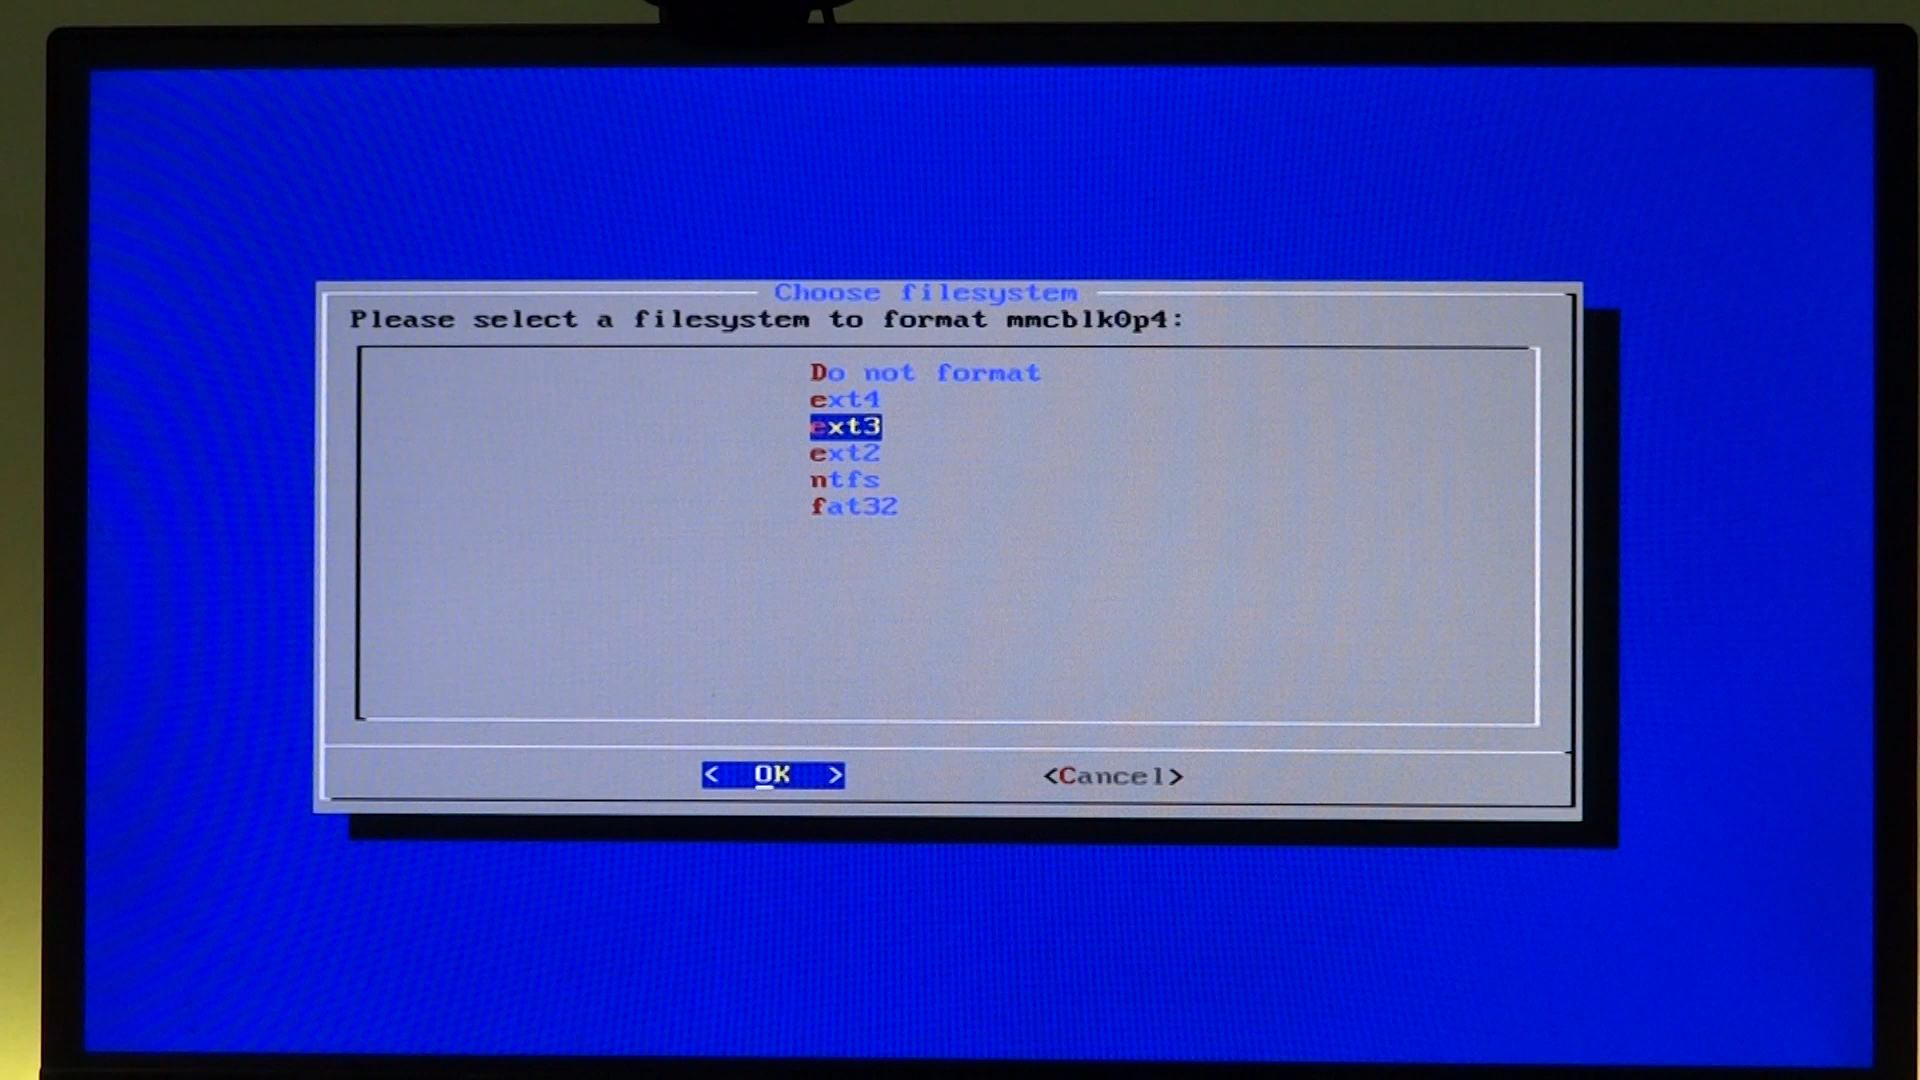 Choose filesystem
Please select a filesystem to format mmcblk0p4:
Do not format
ext4
ext3
ext2
ntfs
fat32
< OK > <Cancel>